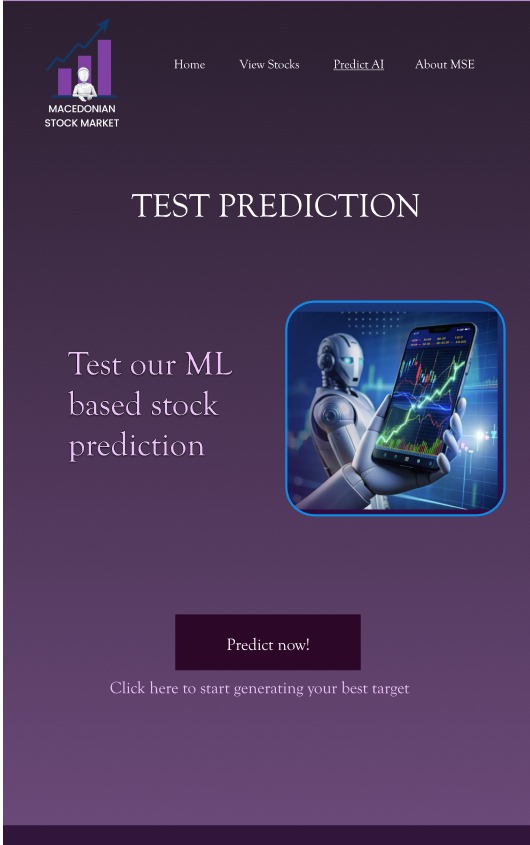 MACEDONIAN
STOCK MARKET
Home View Stocks Predict AI About MSE
TEST PREDICTION
Test our ML
based stock
prediction
Predict now!
Click here to start generating your best target